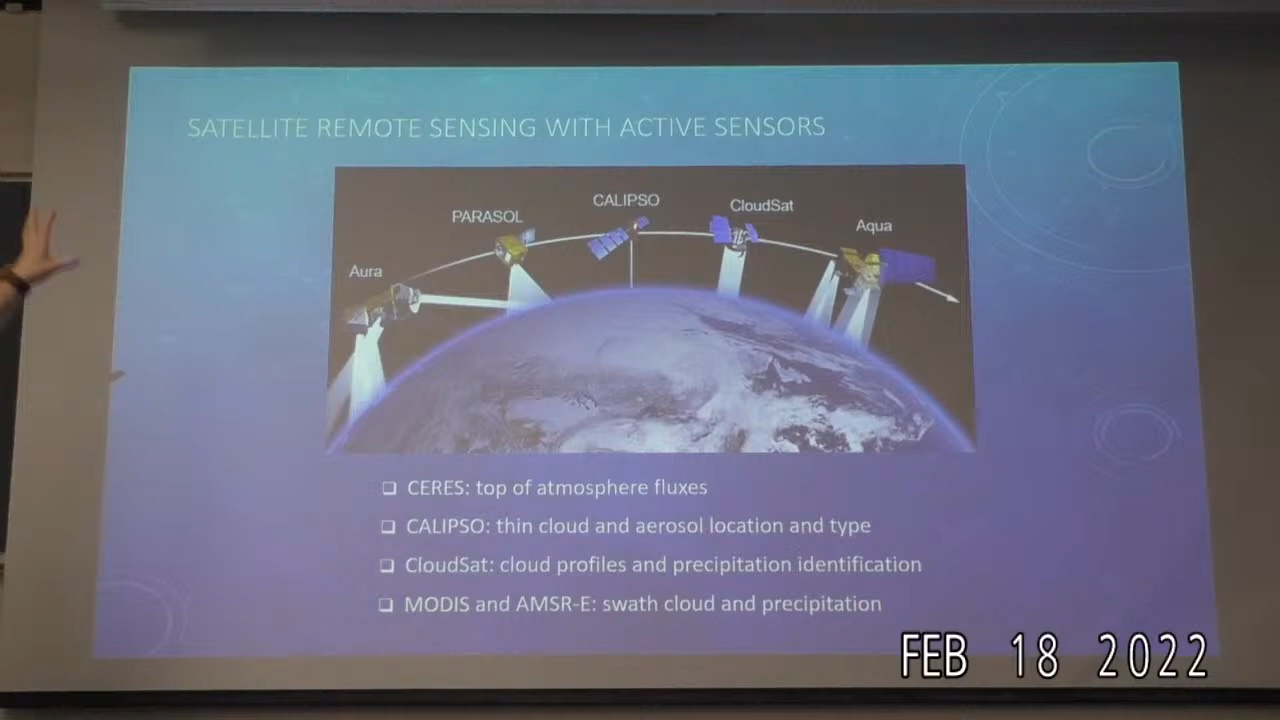 SATELLITE REMOTE SENSING WITH ACTIVE SENSORS
CALIPSO
CloudSat
PARASOL
Aqua
Aura
❑ CERES: top of atmosphere fluxes
❑ CALIPSO: thin cloud and aerosol location and type
❑ CloudSat: cloud profiles and precipitation identification
❑ MODIS and AMSR-E: swath cloud and precipitation
FEB 18 2022